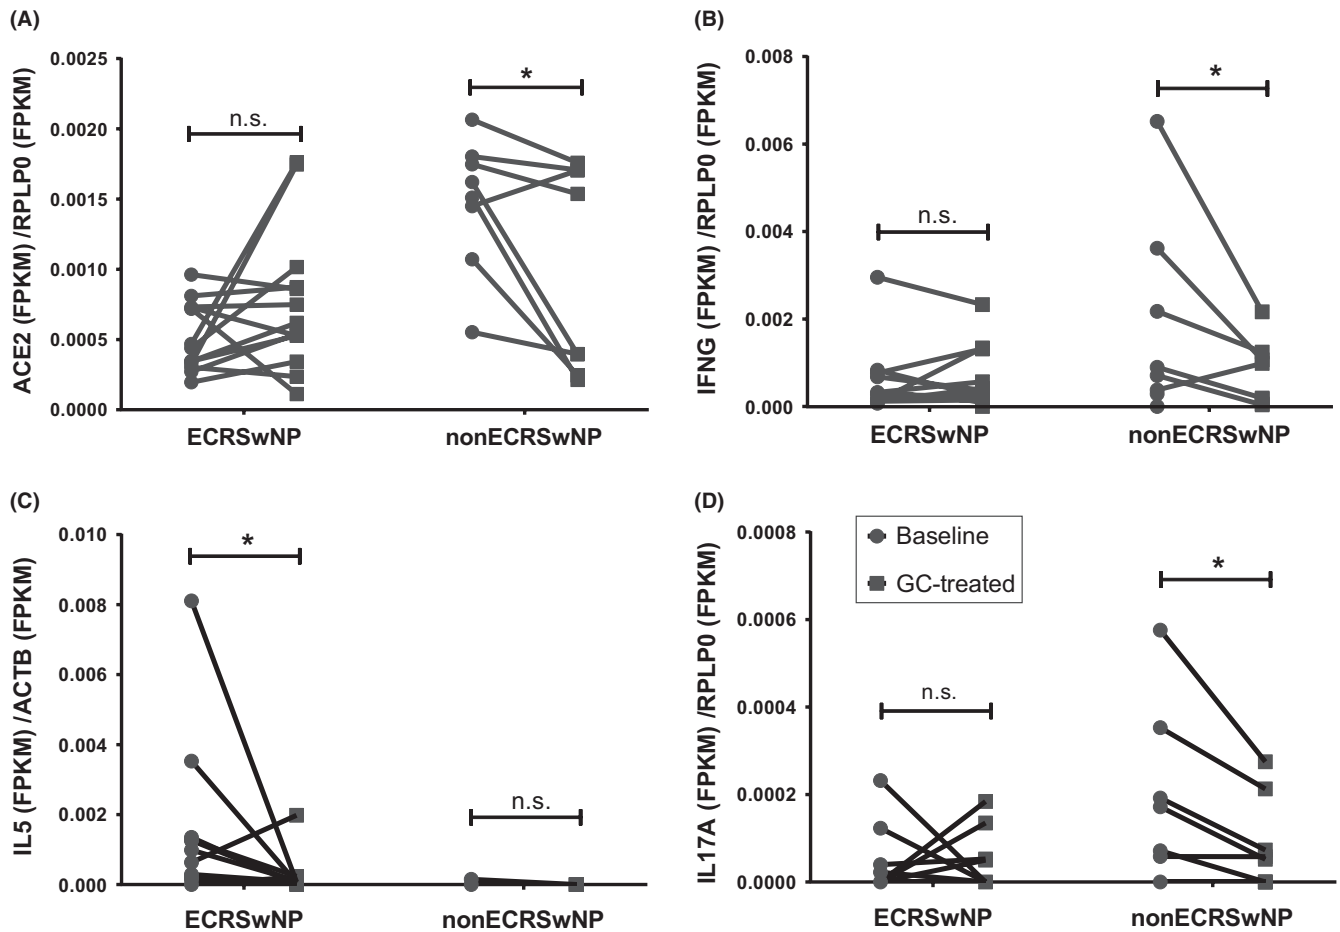 (A)
ACE2 (FPKM) /RPLP0 (FPKM)
0.0025
0.0020
0.0015
0.0010
0.0005
0.0000
n.s.
*
ECRSwNP
nonECRSwNP
(B)
IFNG (FPKM) /RPLP0 (FPKM)
0.008
0.006
0.004
0.002
0.000
n.s.
*
ECRSwNP
nonECRSwNP
(C)
IL5 (FPKM) /ACTB (FPKM)
0.010
0.008
0.006
0.004
0.002
0.000
*
n.s.
ECRSwNP
nonECRSwNP
(D)
IL17A (FPKM) /RPLP0 (FPKM)
0.0008
0.0006
0.0004
0.0002
0.0000
Baseline
GC-treated
n.s.
*
ECRSwNP
nonECRSwNP